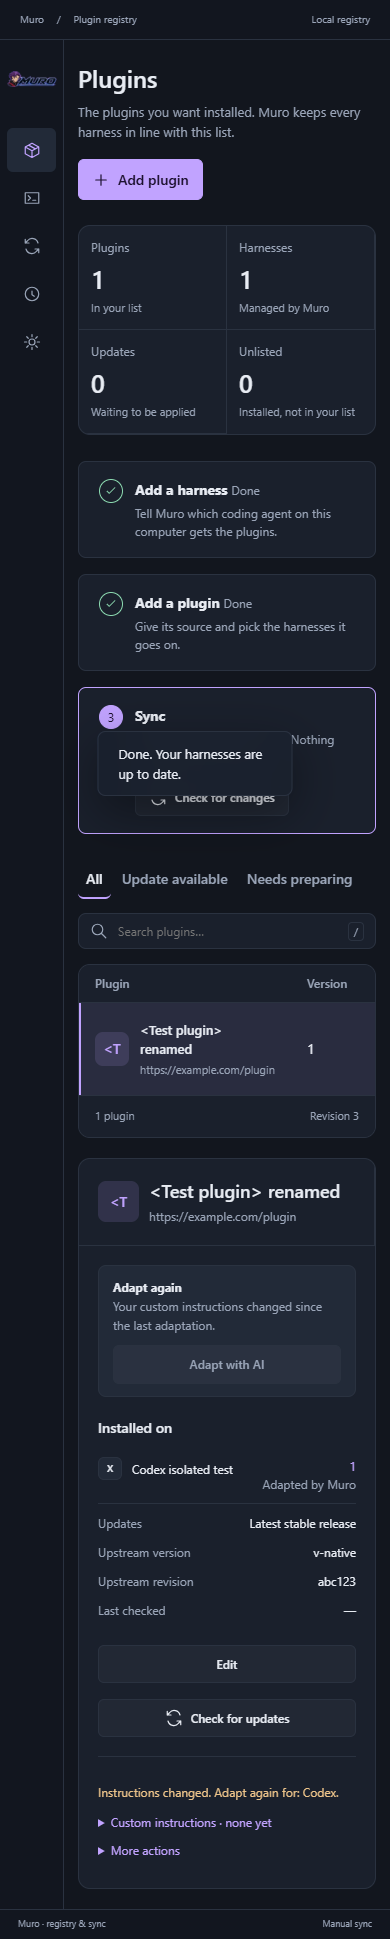 Muro / Plugin registry
Local registry
MURO
Plugins
The plugins you want installed. Muro keeps every
harness in line with this list.
+ Add plugin
Plugins
1
In your list
Harnesses
1
Managed by Muro
Updates
0
Waiting to be applied
Unlisted
0
Installed, not in your list
Add a harness Done
Tell Muro which coding agent on this
computer gets the plugins.
Add a plugin Done
Give its source and pick the harnesses it
goes on.
3 Sync
Nothing
Done. Your harnesses are
up to date.
Check for changes
All Update available Needs preparing
Search plugins... /
Plugin Version
<T
<Test plugin>
renamed
https://example.com/plugin
1
1 plugin Revision 3
<T
<Test plugin> renamed
https://example.com/plugin
Adapt again
Your custom instructions changed since
the last adaptation.
Adapt with AI
Installed on
X Codex isolated test 1
Adapted by Muro
Updates Latest stable release
Upstream version v-native
Upstream revision abc123
Last checked —
Edit
Check for updates
Instructions changed. Adapt again for: Codex.
Custom instructions · none yet
More actions
Muro · registry & sync Manual sync